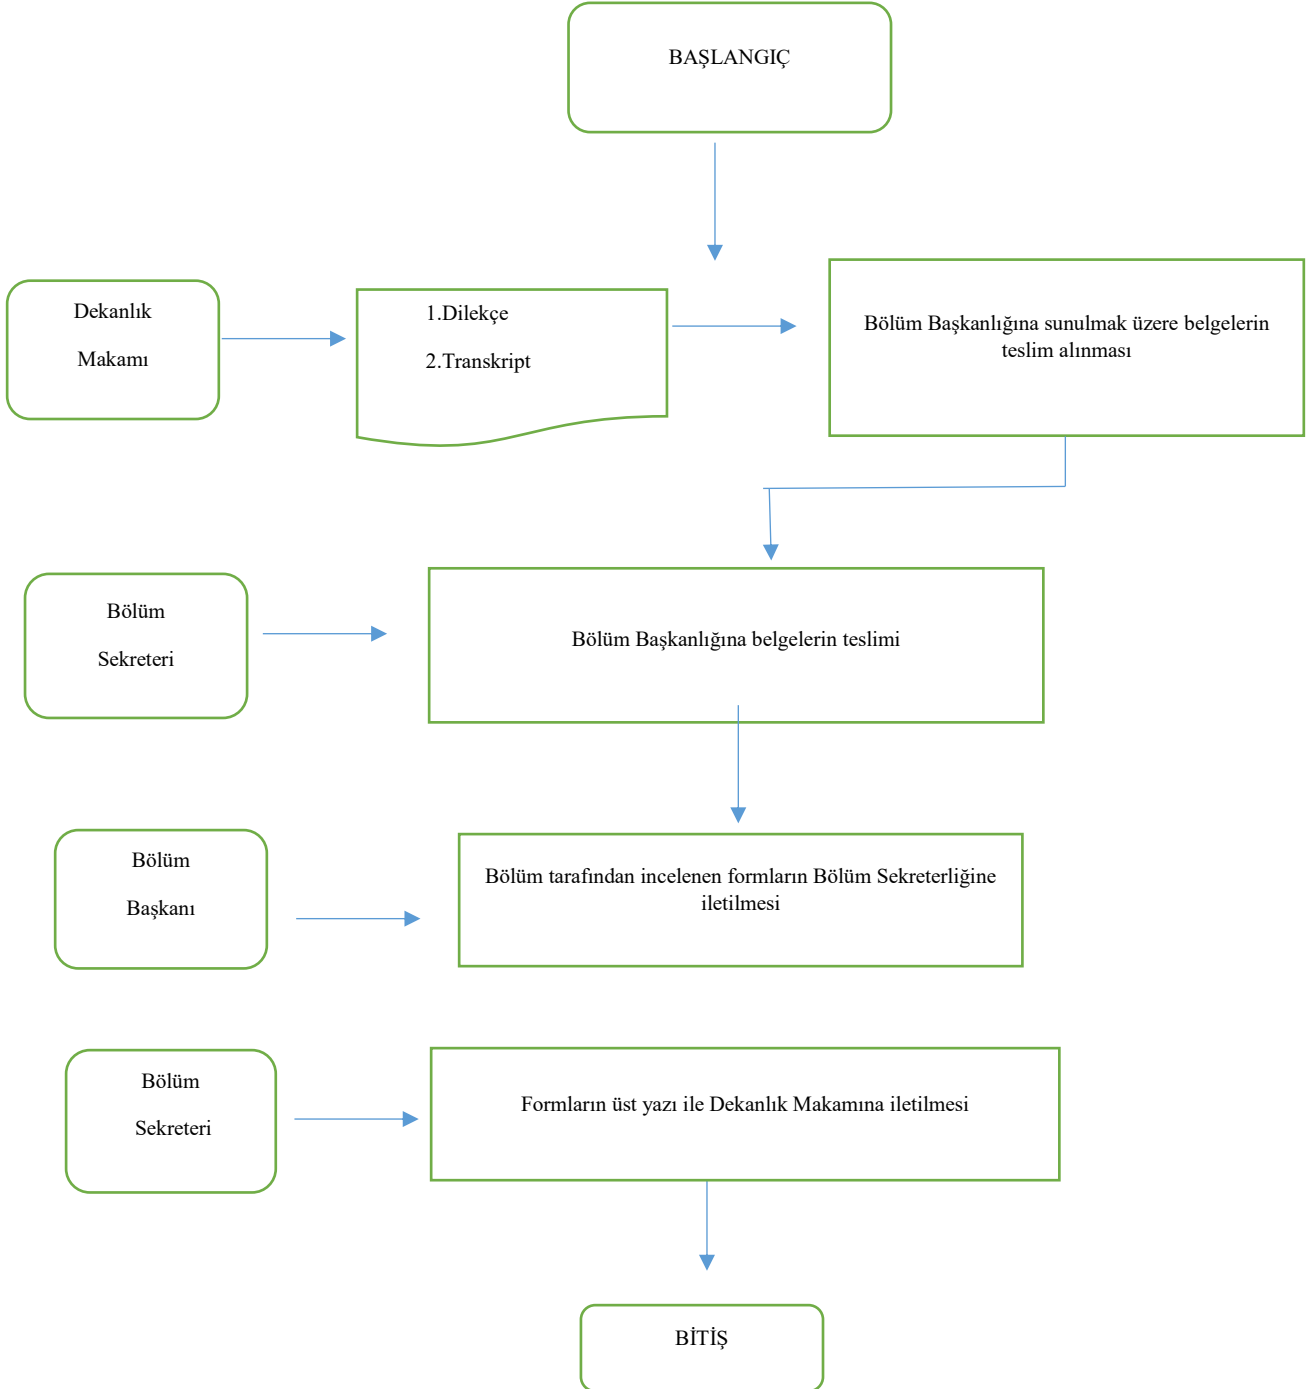 BAŞLANGIÇ
Dekanlık
Makamı
1.Dilekçe
2.Transkript
Bölüm Başkanlığına sunulmak üzere belgelerin
teslim alınması
Bölüm
Sekreteri
Bölüm Başkanlığına belgelerin teslimi
Bölüm
Başkanı
Bölüm tarafından incelenen formların Bölüm Sekreterliğine
iletilmesi
Bölüm
Sekreteri
Formların üst yazı ile Dekanlık Makamına iletilmesi
BİTİŞ